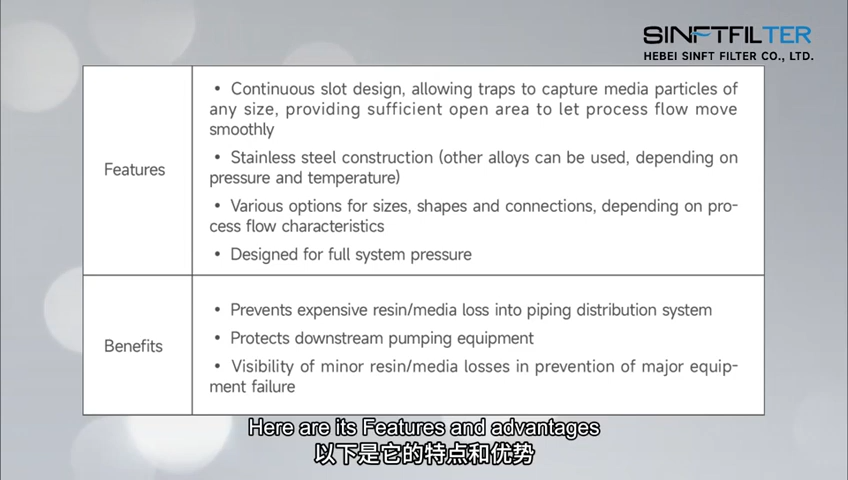 SINFTFILTER
HEBEI SINFT FILTER CO., LTD.
Features
• Continuous slot design, allowing traps to capture media particles of
any size, providing sufficient open area to let process flow move
smoothly
• Stainless steel construction (other alloys can be used, depending on
pressure and temperature)
• Various options for sizes, shapes and connections, depending on pro-
cess flow characteristics
• Designed for full system pressure
Benefits
• Prevents expensive resin/media loss into piping distribution system
• Protects downstream pumping equipment
• Visibility of minor resin/media losses in prevention of major equip-
ment failure
Here are its Features and advantages
以下是它的特点和优势